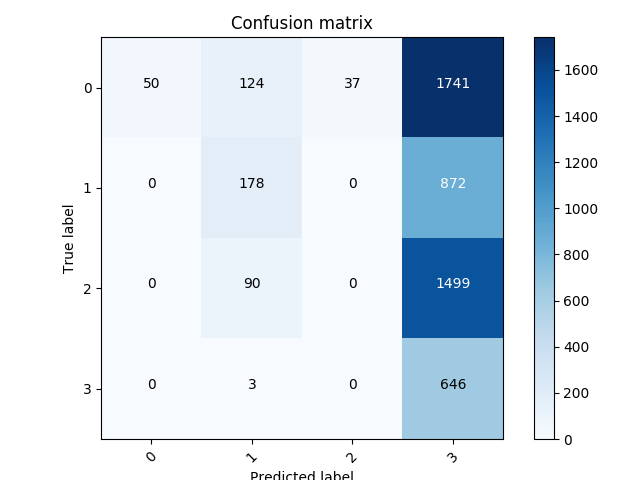 Confusion matrix
0 50 124 37 1741
1 0 178 0 872
2 0 90 0 1499
3 0 3 0 646
0 1 2 3
True label
Predicted label
1600
1400
1200
1000
800
600
400
200
0